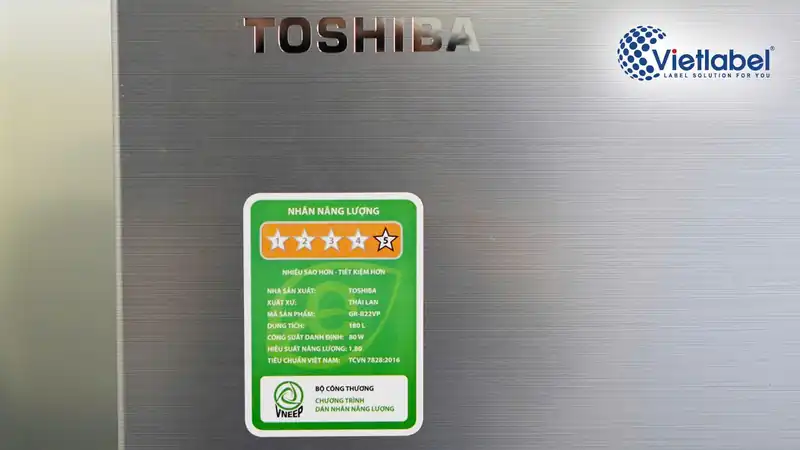 TOSHIBA
Vietlabel®
LABEL SOLUTION FOR YOU
NHÃN NĂNG LƯỢNG
1 2 3 4 5
NHIỀU SAO HƠN - TIẾT KIỆM HƠN
NHÀ SẢN XUẤT: TOSHIBA
XUẤT XỨ: THÁI LAN
MÃ SẢN PHẨM: GR-B22VP
DUNG TÍCH: 180 L
CÔNG SUẤT DANH ĐỊNH: 80 W
HIỆU SUẤT NĂNG LƯỢNG: 1,80
TIÊU CHUẨN VIỆT NAM: TCVN 7828:2016
BỘ CÔNG THƯƠNG
CHƯƠNG TRÌNH
DÁN NHÃN NĂNG LƯỢNG
VNEEP